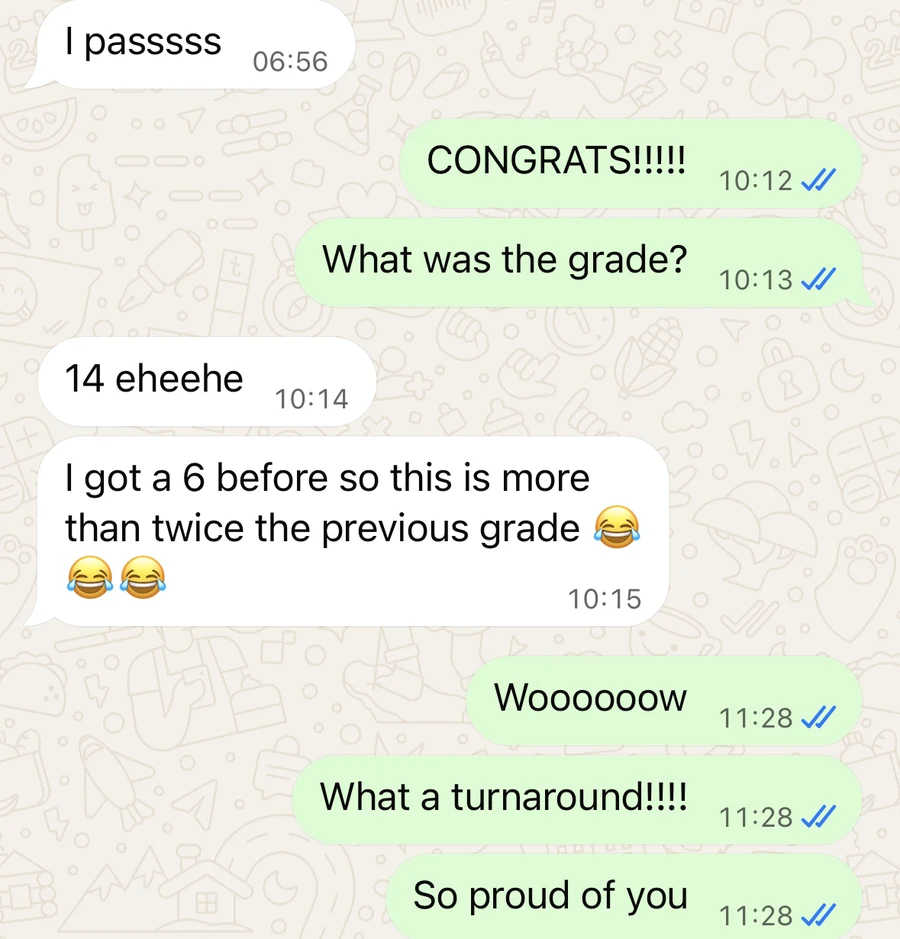 I passsss
06:56
CONGRATS!!!!!
10:12
What was the grade?
10:13
14 eheehe
10:14
I got a 6 before so this is more
than twice the previous grade 😂
😂😂
10:15
Woooooow
11:28
What a turnaround!!!!
11:28
So proud of you
11:28